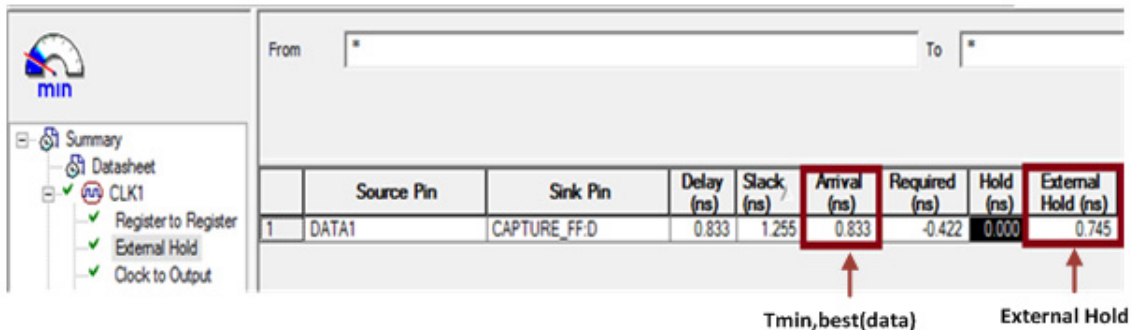 From * To *
min
Summary
Datasheet
CLK1
Register to Register
External Hold
Clock to Output
Source Pin Sink Pin Delay (ns) Slack (ns) Arrival (ns) Required (ns) Hold (ns) External Hold (ns)
1 DATA1 CAPTURE_FF:D 0.833 1.255 0.833 -0.422 0.000 0.745
Tmin,best(data) External Hold